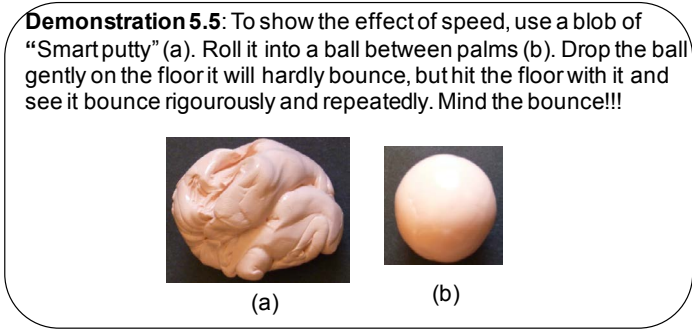 Demonstration 5.5: To show the effect of speed, use a blob of
“Smart putty” (a). Roll it into a ball between palms (b). Drop the ball
gently on the floor it will hardly bounce, but hit the floor with it and
see it bounce rigourously and repeatedly. Mind the bounce!!!
(a)
(b)